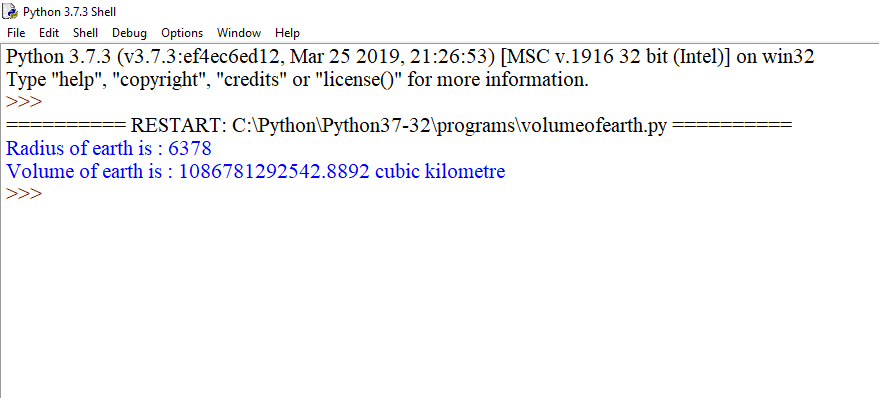 Python 3.7.3 Shell
File Edit Shell Debug Options Window Help
Python 3.7.3 (v3.7.3:ef4ec6ed12, Mar 25 2019, 21:26:53) [MSC v.1916 32 bit (Intel)] on win32
Type "help", "copyright", "credits" or "license()" for more information.
>>>
========== RESTART: C:\Python\Python37-32\programs\volumeofearth.py ==========
Radius of earth is : 6378
Volume of earth is : 1086781292542.8892 cubic kilometre
>>>